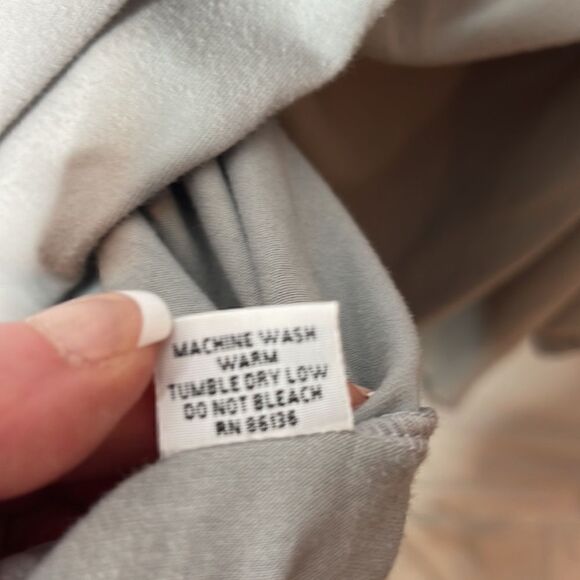 MACHINE WASH
WARM
TUMBLE DRY LOW
DO NOT BLEACH
RN 86136